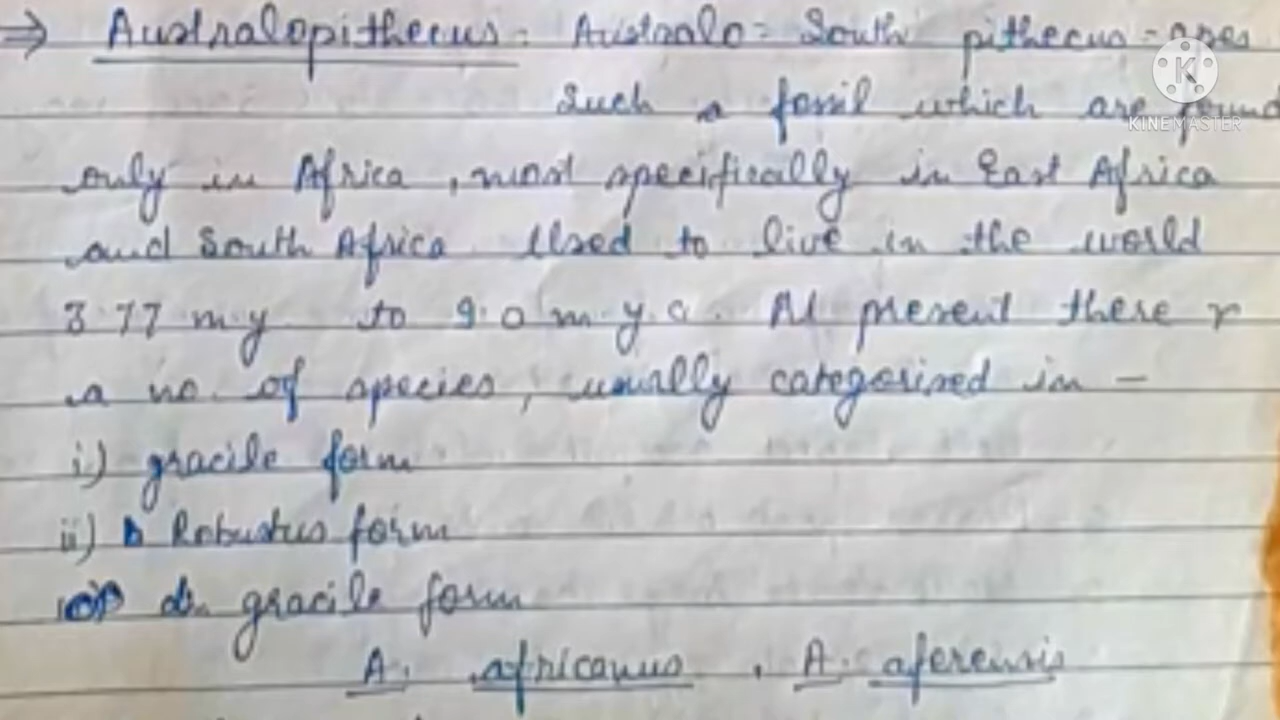 ⇒ Australopithecus: Australo = South pithecus = apes
Such a fossil which are found
only in Africa, most specifically in East Africa
and South Africa. Used to live in the world
3.77 m.y. to 9.0 m.y.a. At present there r
a no. of species, usually categorised in –
i) gracile form
ii) Robustus form
gracile form
A. africanus , A. aferensis
K
KINEMASTER